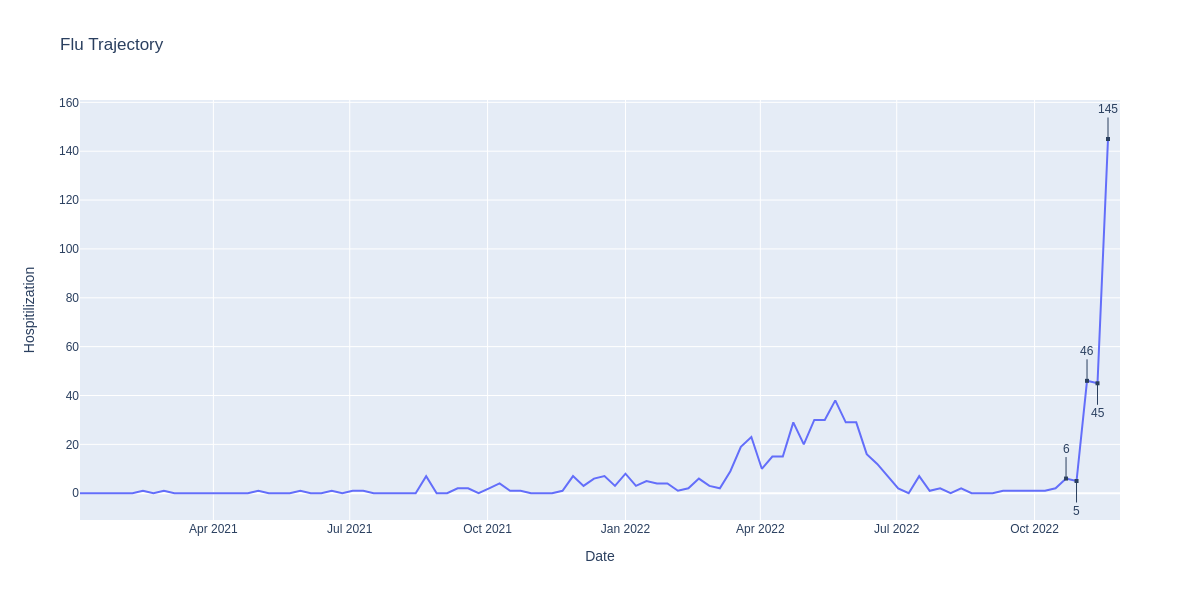 Flu Trajectory
160
140
120
100
80
60
40
20
0
Hospitilization
145
46
45
6
5
Apr 2021
Jul 2021
Oct 2021
Jan 2022
Apr 2022
Jul 2022
Oct 2022
Date